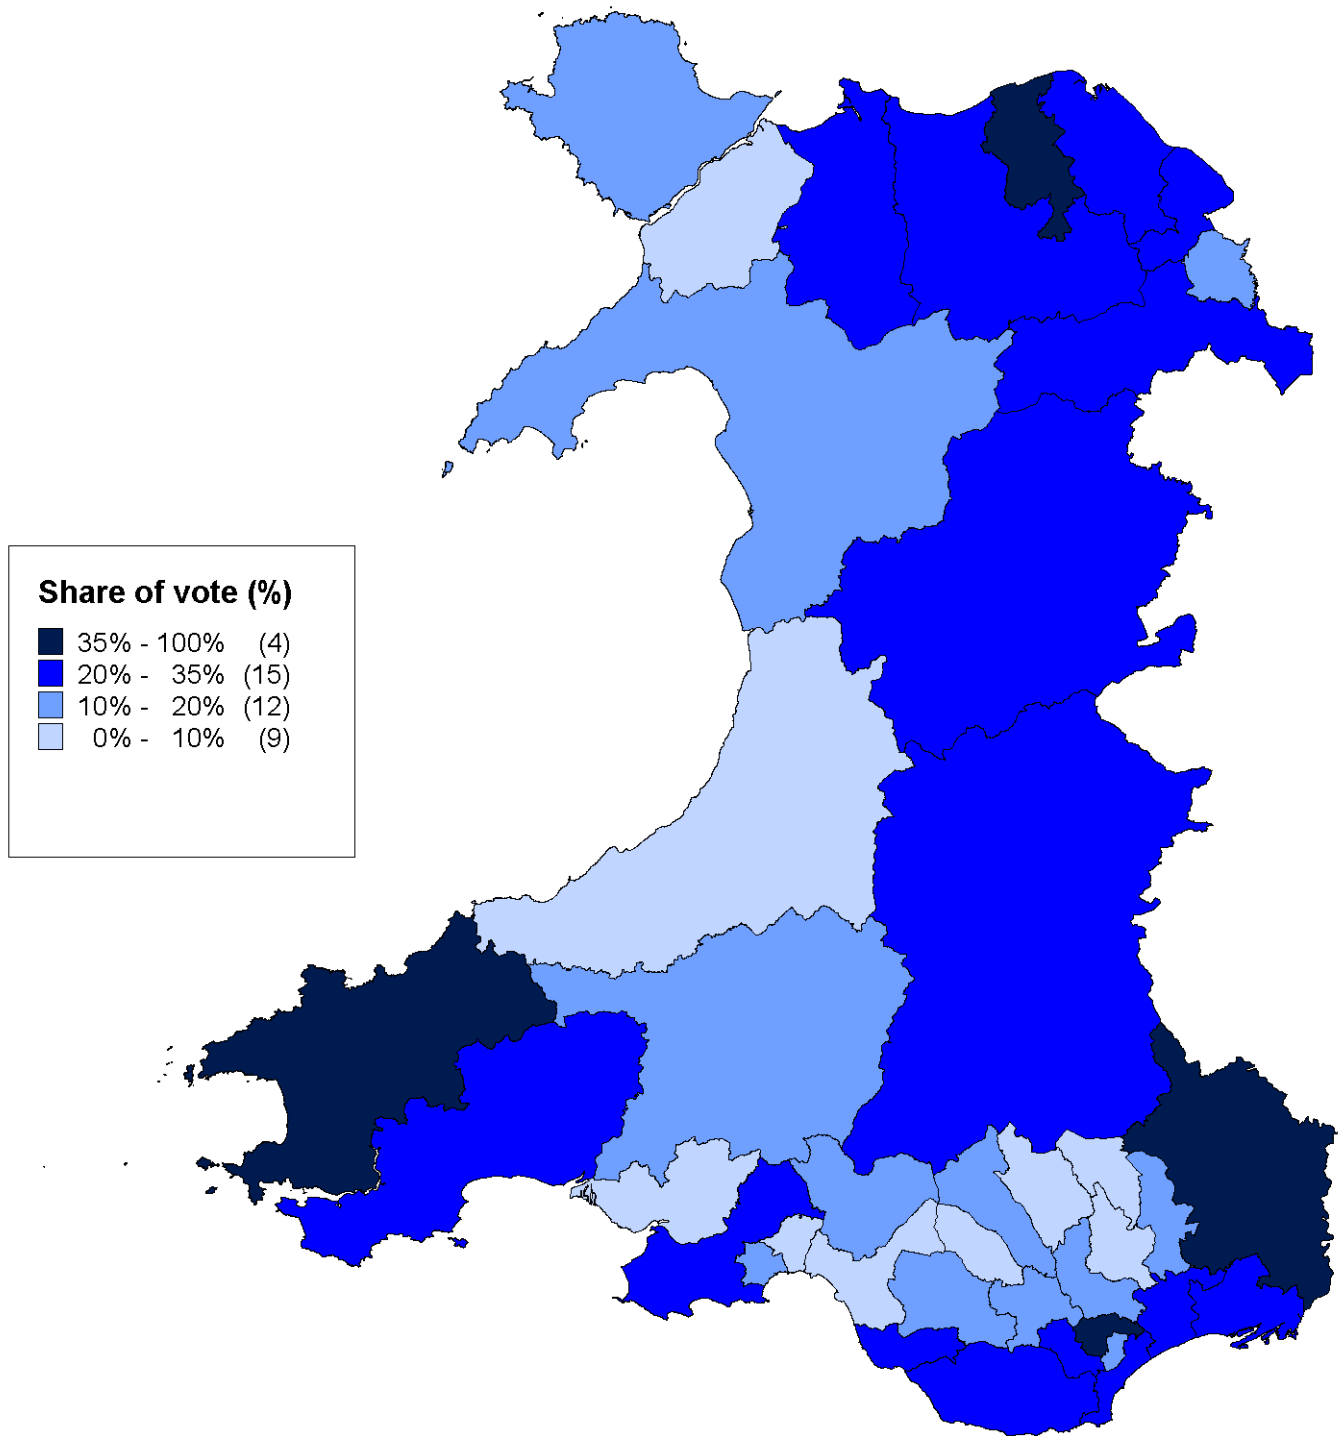 Share of vote (%)
35% - 100% (4)
20% - 35% (15)
10% - 20% (12)
0% - 10% (9)